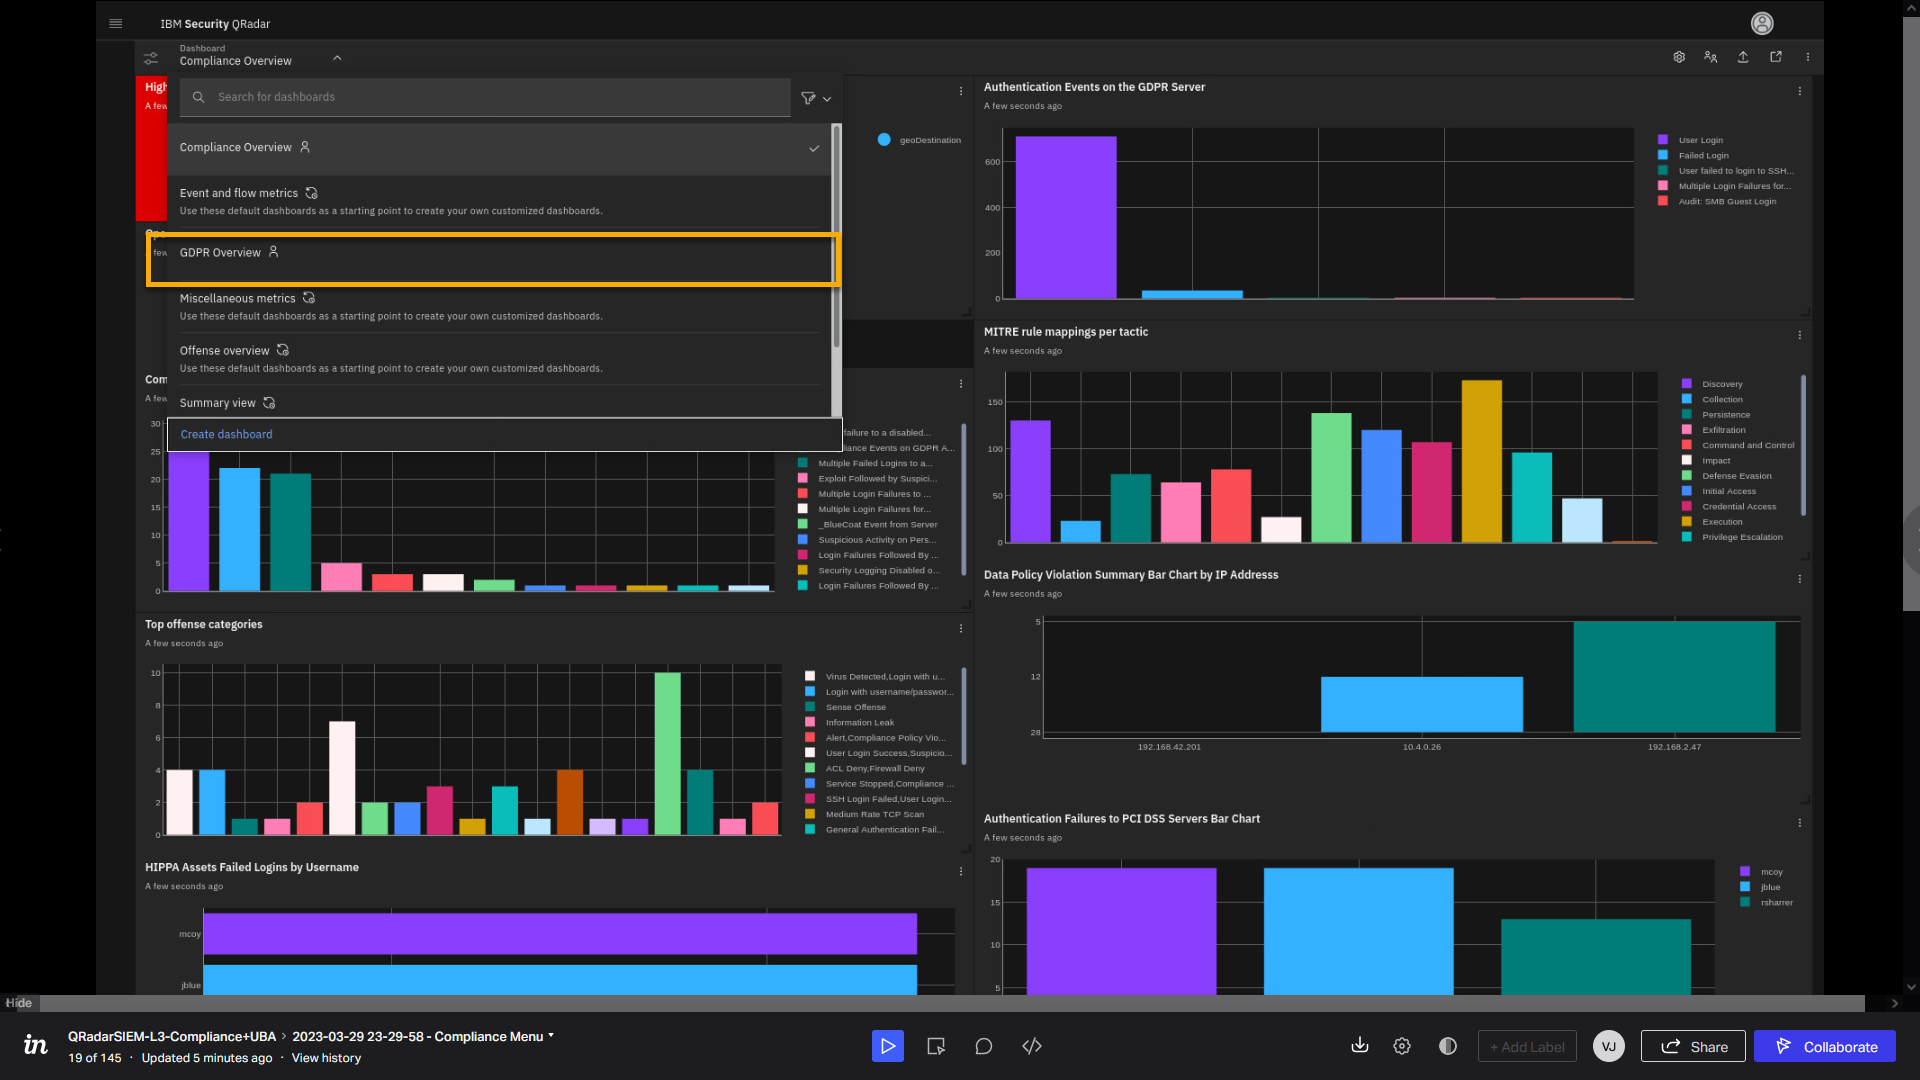 IBM Security QRadar
Dashboard
Compliance Overview
Search for dashboards
Compliance Overview
Event and flow metrics
Use these default dashboards as a starting point to create your own customized dashboards.
GDPR Overview
Miscellaneous metrics
Use these default dashboards as a starting point to create your own customized dashboards.
Offense overview
Use these default dashboards as a starting point to create your own customized dashboards.
Summary view
Create dashboard
High
A few
Ope
few
geoDestination
Authentication Events on the GDPR Server
A few seconds ago
600
400
200
0
User Login
Failed Login
User failed to login to SSH...
Multiple Login Failures for...
Audit: SMB Guest Login
MITRE rule mappings per tactic
A few seconds ago
150
100
50
0
Discovery
Collection
Persistence
Exfiltration
Command and Control
Impact
Defense Evasion
Initial Access
Credential Access
Execution
Privilege Escalation
Com
A few
30
25
20
15
10
5
0
failure to a disabled...
liance Events on GDPR A...
Multiple Failed Logins to a...
Exploit Followed by Suspici...
Multiple Login Failures to ...
Multiple Login Failures for...
_BlueCoat Event from Server
Suspicious Activity on Pers...
Login Failures Followed By ...
Security Logging Disabled o...
Login Failures Followed By ...
Data Policy Violation Summary Bar Chart by IP Addresss
A few seconds ago
5
12
28
192.168.42.201
10.4.0.26
192.168.2.47
Top offense categories
A few seconds ago
10
8
6
4
2
0
Virus Detected,Login with u...
Login with username/passwor...
Sense Offense
Information Leak
Alert,Compliance Policy Vio...
User Login Success,Suspicio...
ACL Deny,Firewall Deny
Service Stopped,Compliance ...
SSH Login Failed,User Login...
Medium Rate TCP Scan
General Authentication Fail...
Authentication Failures to PCI DSS Servers Bar Chart
A few seconds ago
20
15
10
5
mcoy
jblue
rsharrer
HIPPA Assets Failed Logins by Username
A few seconds ago
mcoy
jblue
Hide
in
QRadarSIEM-L3-Compliance+UBA > 2023-03-29 23-29-58 - Compliance Menu
19 of 145 · Updated 5 minutes ago · View history
+ Add Label
VJ
Share
Collaborate